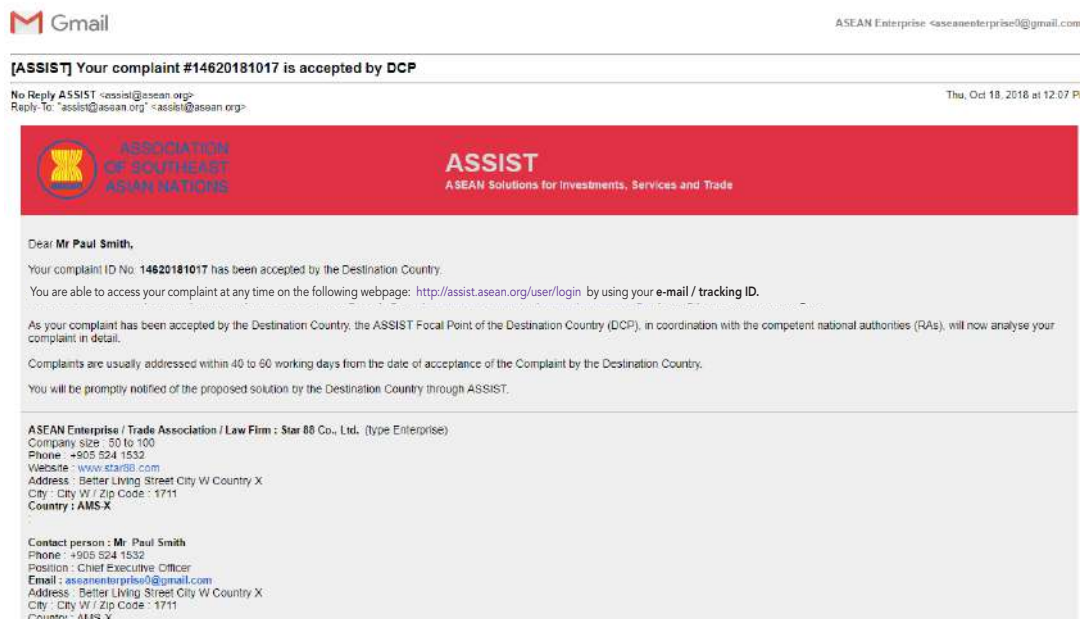 Gmail
ASEAN Enterprise <aseanenterprise0@gmail.com
[ASSIST] Your complaint #14620181017 is accepted by DCP
No Reply ASSIST <assist@asean.org>
Thu, Oct 18, 2018 at 12:07 P
Reply-To: "assist@asean.org" <assist@asean.org>
ASSOCIATION
OF SOUTHEAST
ASIAN NATIONS
ASSIST
ASEAN Solutions for Investments, Services and Trade
Dear Mr Paul Smith,
Your complaint ID No: 14620181017 has been accepted by the Destination Country.
You are able to access your complaint at any time on the following webpage: http://assist.asean.org/user/login by using your e-mail / tracking ID.
As your complaint has been accepted by the Destination Country, the ASSIST Focal Point of the Destination Country (DCP), in coordination with the competent national authorities (RAs), will now analyse your
complaint in detail.
Complaints are usually addressed within 40 to 60 working days from the date of acceptance of the Complaint by the Destination Country.
You will be promptly notified of the proposed solution by the Destination Country through ASSIST.
ASEAN Enterprise / Trade Association / Law Firm : Star 88 Co., Ltd. (type Enterprise)
Company size : 50 to 100
Phone : +905 524 1532
Website : www.star88.com
Address : Better Living Street City W Country X
City : City W / Zip Code : 1711
Country : AMS-X
:
Contact person : Mr Paul Smith
Phone : +905 524 1532
Position : Chief Executive Officer
Email : aseanenterprise0@gmail.com
Address : Better Living Street City W Country X
City : City W / Zip Code : 1711
Country : AMS-X